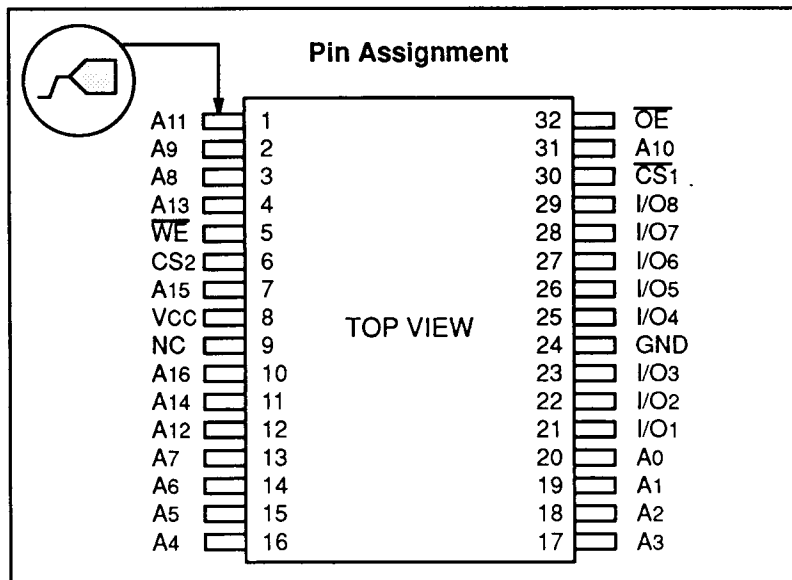 Pin Assignment
A11 1 32 O̅E̅
A9 2 31 A10
A8 3 30 C̅S̅1
A13 4 29 I/O8
W̅E̅ 5 28 I/O7
CS2 6 27 I/O6
A15 7 26 I/O5
VCC 8 25 I/O4
NC 9 24 GND
A16 10 23 I/O3
A14 11 22 I/O2
A12 12 21 I/O1
A7 13 20 A0
A6 14 19 A1
A5 15 18 A2
A4 16 17 A3
TOP VIEW